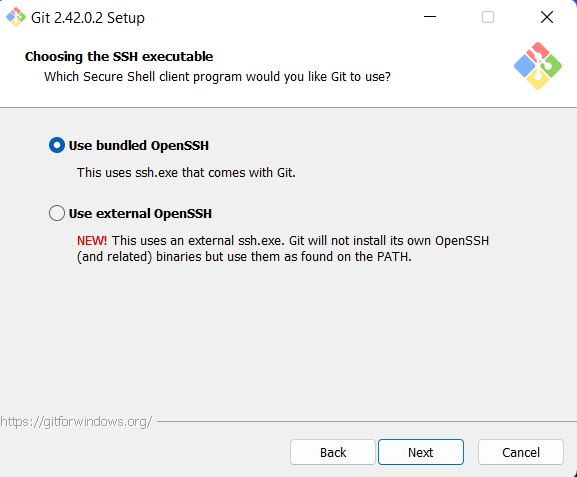 Git 2.42.0.2 Setup
Choosing the SSH executable
Which Secure Shell client program would you like Git to use?
Use bundled OpenSSH
This uses ssh.exe that comes with Git.
Use external OpenSSH
NEW! This uses an external ssh.exe. Git will not install its own OpenSSH
(and related) binaries but use them as found on the PATH.
https://gitforwindows.org/
Back Next Cancel